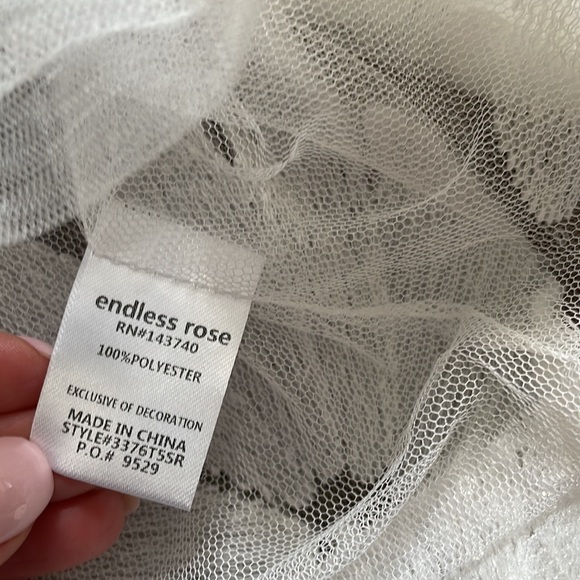 endless rose
RN#143740
100%POLYESTER
EXCLUSIVE OF DECORATION
MADE IN CHINA
STYLE#3376T5SR
P.O.# 9529